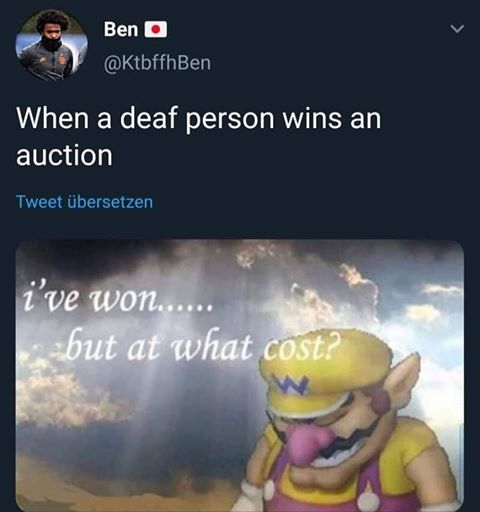 Ben 🇯🇵
@KtbffhBen
When a deaf person wins an
auction
Tweet übersetzen
i've won......
but at what cost?
W